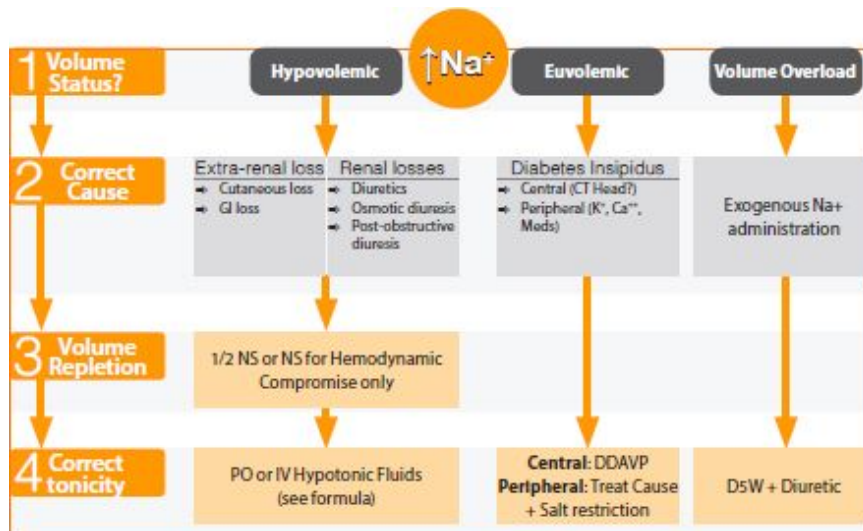 ↑Na⁺
1 Volume
Status?
Hypovolemic
Euvolemic
Volume Overload
2 Correct
Cause
Extra-renal loss
➾ Cutaneous loss
➾ GI loss
Renal losses
➾ Diuretics
➾ Osmotic diuresis
➾ Post-obstructive
diuresis
Diabetes Insipidus
➾ Central (CT Head?)
➾ Peripheral (K⁺, Ca⁺⁺,
Meds)
Exogenous Na+
administration
3 Volume
Repletion
1/2 NS or NS for Hemodynamic
Compromise only
4 Correct
tonicity
PO or IV Hypotonic Fluids
(see formula)
Central: DDAVP
Peripheral: Treat Cause
+ Salt restriction
D5W + Diuretic